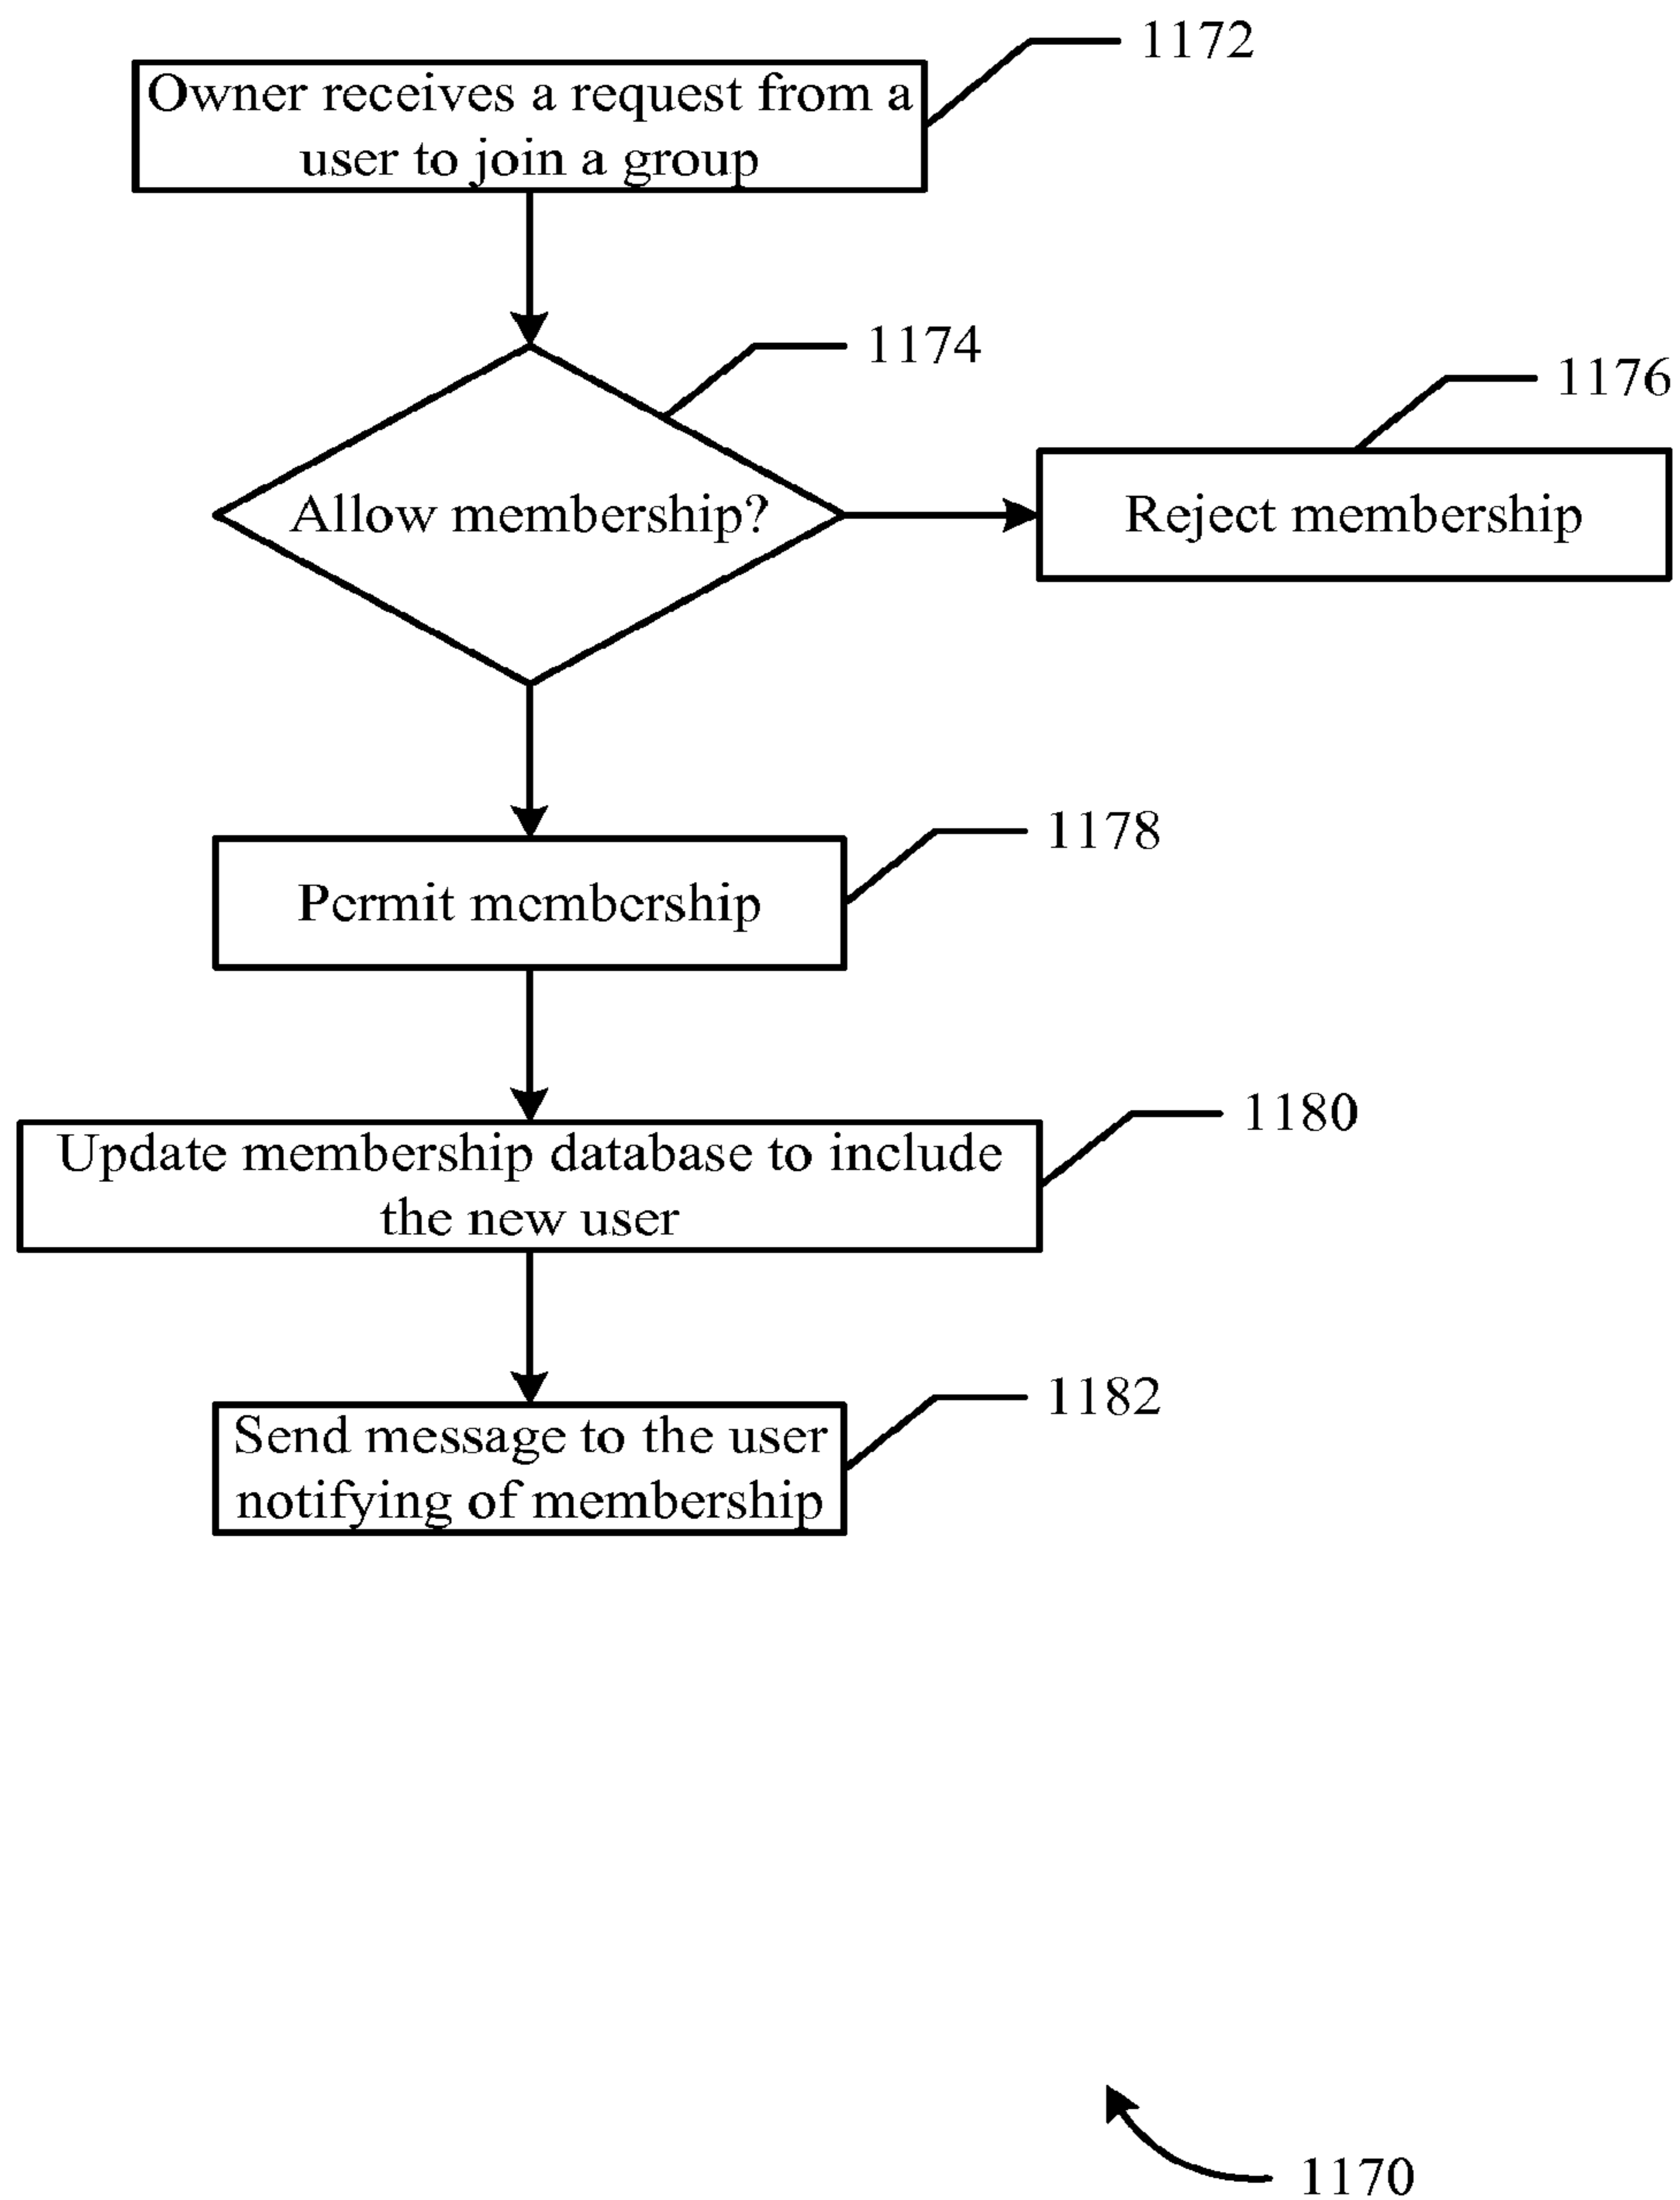 1172
Owner receives a request from a
user to join a group
1174
1176
Allow membership?
Reject membership
1178
Permit membership
1180
Update membership database to include
the new user
1182
Send message to the user
notifying of membership
1170